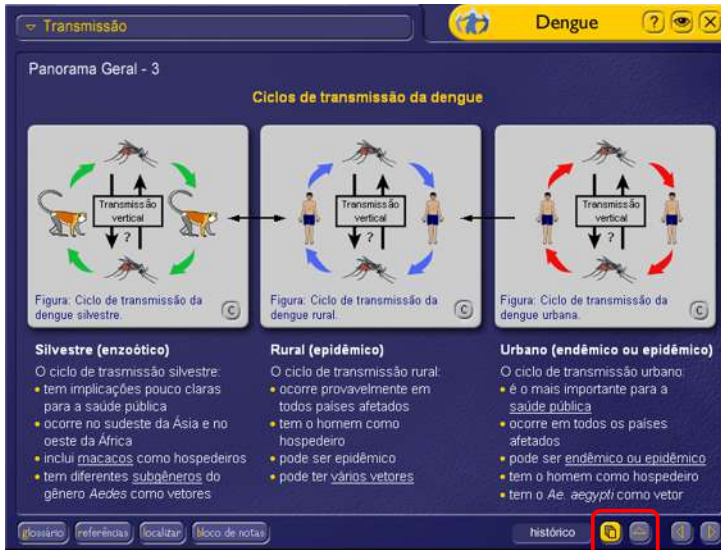 Transmissão
Dengue
?
Panorama Geral - 3
Ciclos de transmissão da dengue
Transmissão
vertical
?
Figura: Ciclo de transmissão da
dengue silvestre.
C
Transmissão
vertical
?
Figura: Ciclo de transmissão da
dengue rural.
C
Transmissão
vertical
?
Figura: Ciclo de transmissão da
dengue urbana.
C
Silvestre (enzoótico)
O ciclo de trasmissão silvestre:
• tem implicações pouco claras
para a saúde pública
• ocorre no sudeste da Ásia e no
oeste da África
• inclui macacos como hospedeiros
• tem diferentes subgêneros do
gênero Aedes como vetores
Rural (epidêmico)
O ciclo de transmissão rural:
• ocorre provavelmente em
todos países afetados
• tem o homem como
hospedeiro
• pode ser epidêmico
• pode ter vários vetores
Urbano (endêmico ou epidêmico)
O ciclo de transmissão urbano:
• é o mais importante para a
saúde pública
• ocorre em todos os países
afetados
• pode ser endêmico ou epidêmico
• tem o homem como hospedeiro
• tem o Ae. aegypti como vetor
glossário
referências
localizar
bloco de notas
histórico